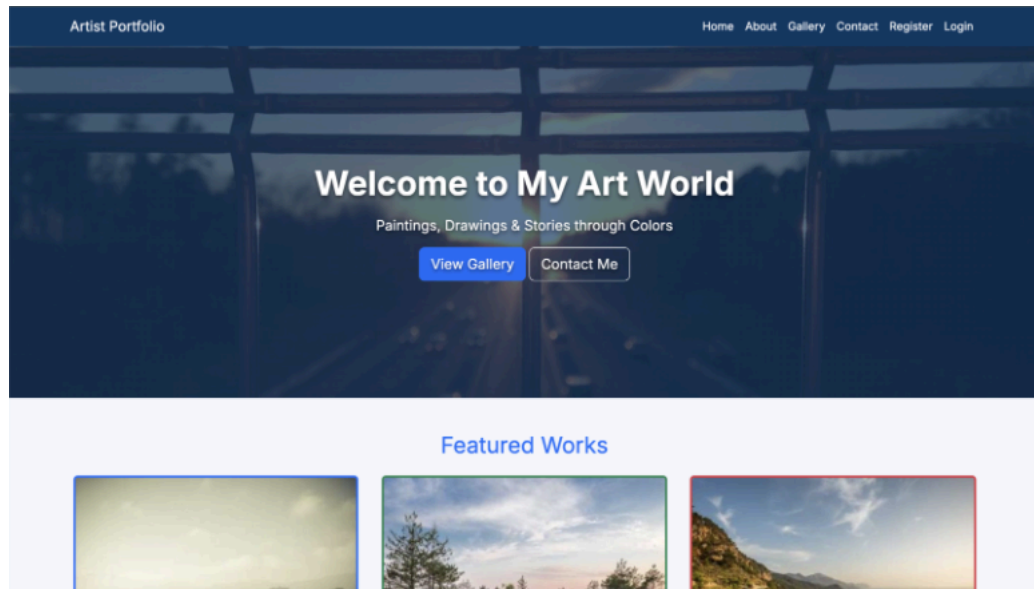 Artist Portfolio
Home About Gallery Contact Register Login
Welcome to My Art World
Paintings, Drawings & Stories through Colors
View Gallery Contact Me
Featured Works